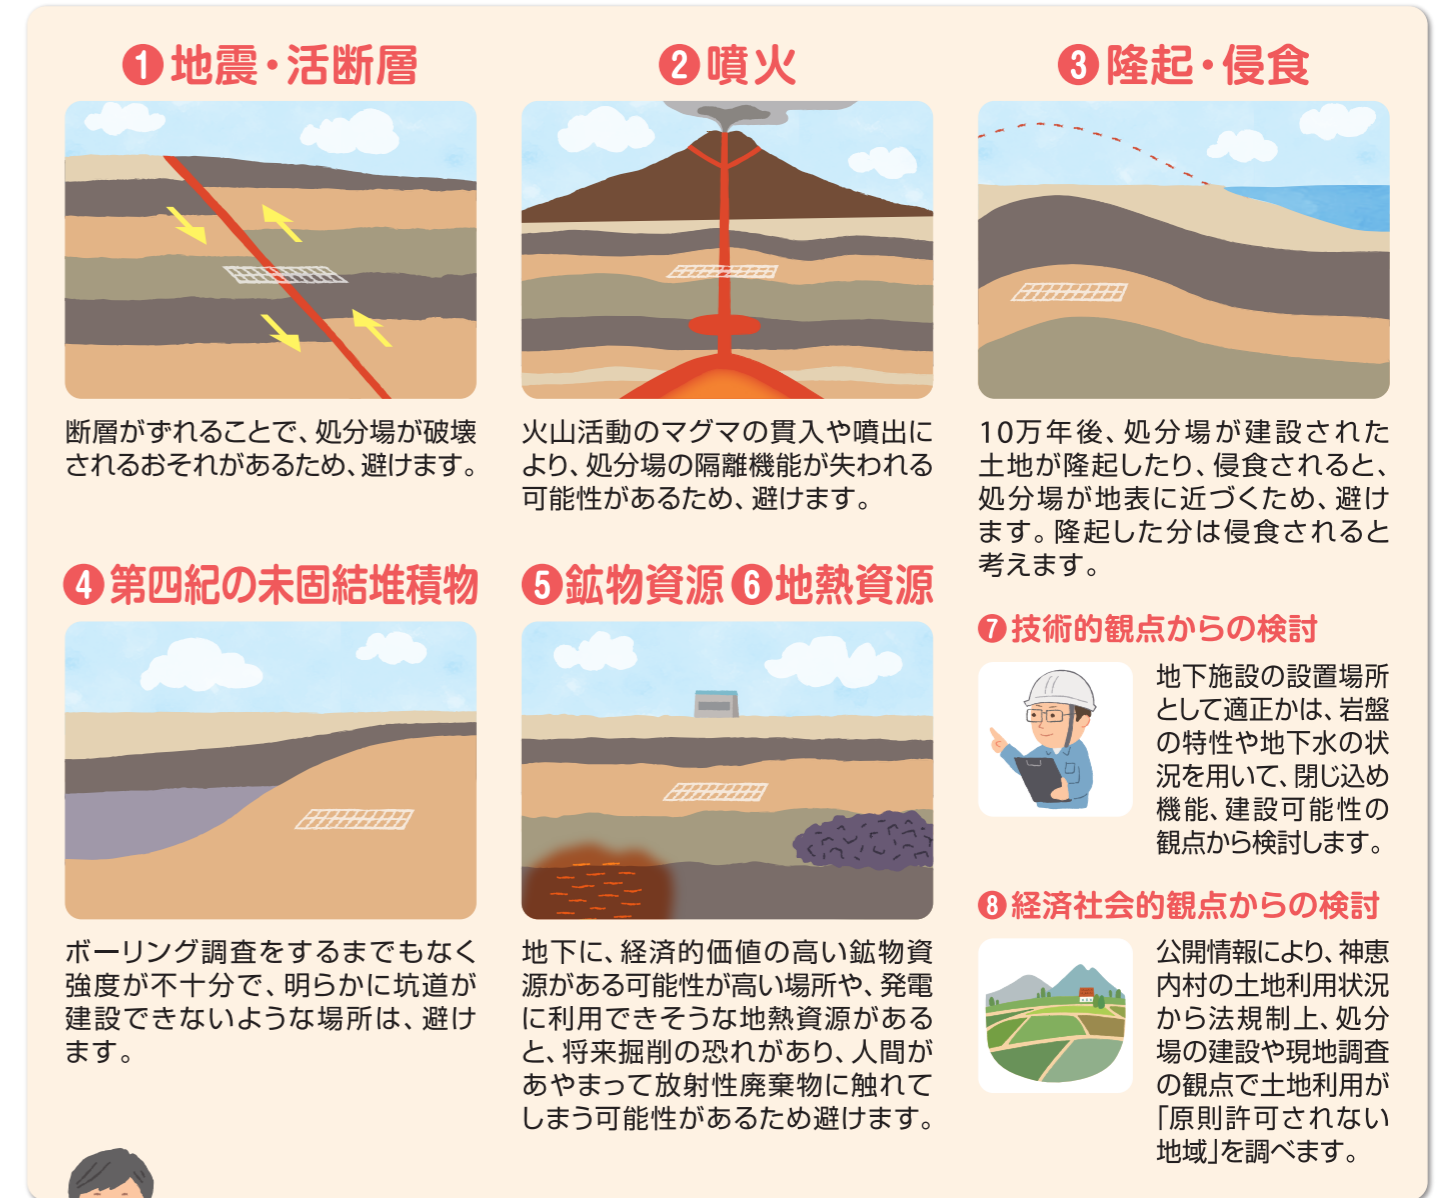 ❶地震・活断層
断層がずれることで、処分場が破壊
されるおそれがあるため、避けます。
❷噴火
火山活動のマグマの貫入や噴出に
より、処分場の隔離機能が失われる
可能性があるため、避けます。
❸隆起・侵食
10万年後、処分場が建設された
土地が隆起したり、侵食されると、
処分場が地表に近づくため、避け
ます。隆起した分は侵食されると
考えます。
❹第四紀の未固結堆積物
ボーリング調査をするまでもなく
強度が不十分で、明らかに坑道が
建設できないような場所は、避け
ます。
❺鉱物資源❻地熱資源
地下に、経済的価値の高い鉱物資
源がある可能性が高い場所や、発電
に利用できそうな地熱資源がある
と、将来掘削の恐れがあり、人間が
あやまって放射性廃棄物に触れて
しまう可能性があるため避けます。
❼技術的観点からの検討
地下施設の設置場所
として適正かは、岩盤
の特性や地下水の状
況を用いて、閉じ込め
機能、建設可能性の
観点から検討します。
❽経済社会的観点からの検討
公開情報により、神恵
内村の土地利用状況
から法規制上、処分
場の建設や現地調査
の観点で土地利用が
「原則許可されない
地域」を調べます。